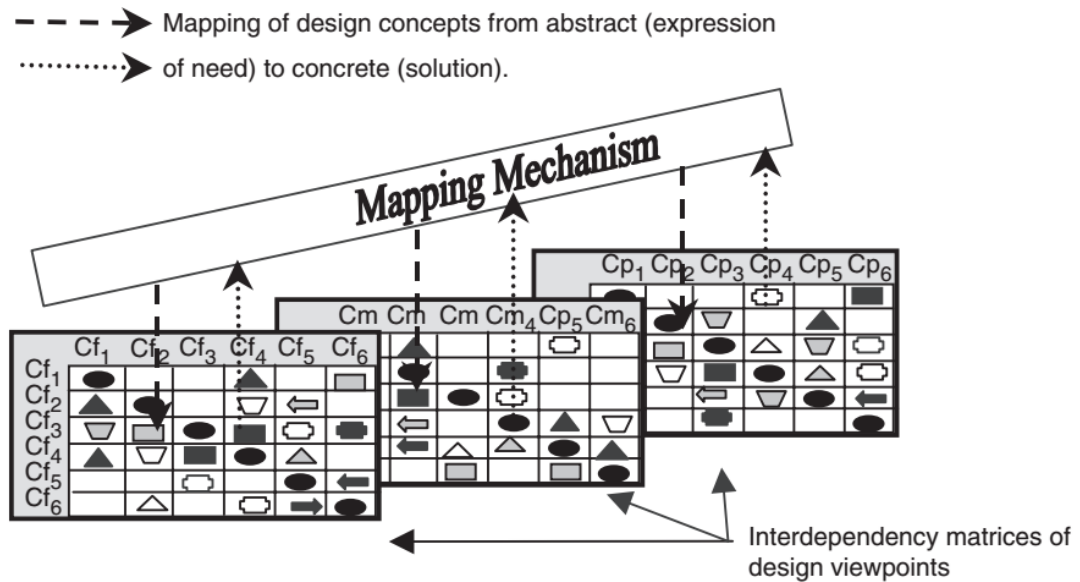 Mapping of design concepts from abstract (expression
of need) to concrete (solution).
Mapping Mechanism
Cp1 Cp2 Cp3 Cp4 Cp5 Cp6
Cm Cm Cm Cm4 Cp5 Cm6
Cf1 Cf2 Cf3 Cf4 Cf5 Cf6
Cf1
Cf2
Cf3
Cf4
Cf5
Cf6
Interdependency matrices of
design viewpoints